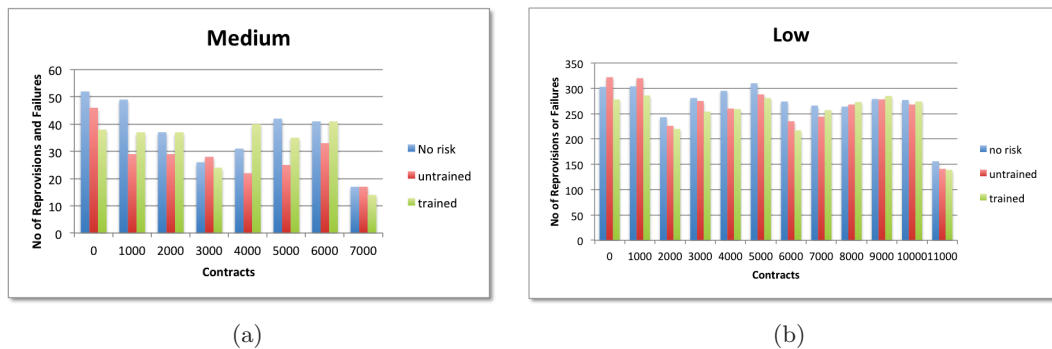 Medium
No of Reprovisions and Failures
60
50
40
30
20
10
0
0 1000 2000 3000 4000 5000 6000 7000
Contracts
No risk
untrained
trained
(a)
Low
No of Reprovisions or Failures
350
300
250
200
150
100
50
0
0 1000 2000 3000 4000 5000 6000 7000 8000 9000 10000 11000
Contracts
no risk
untrained
trained
(b)